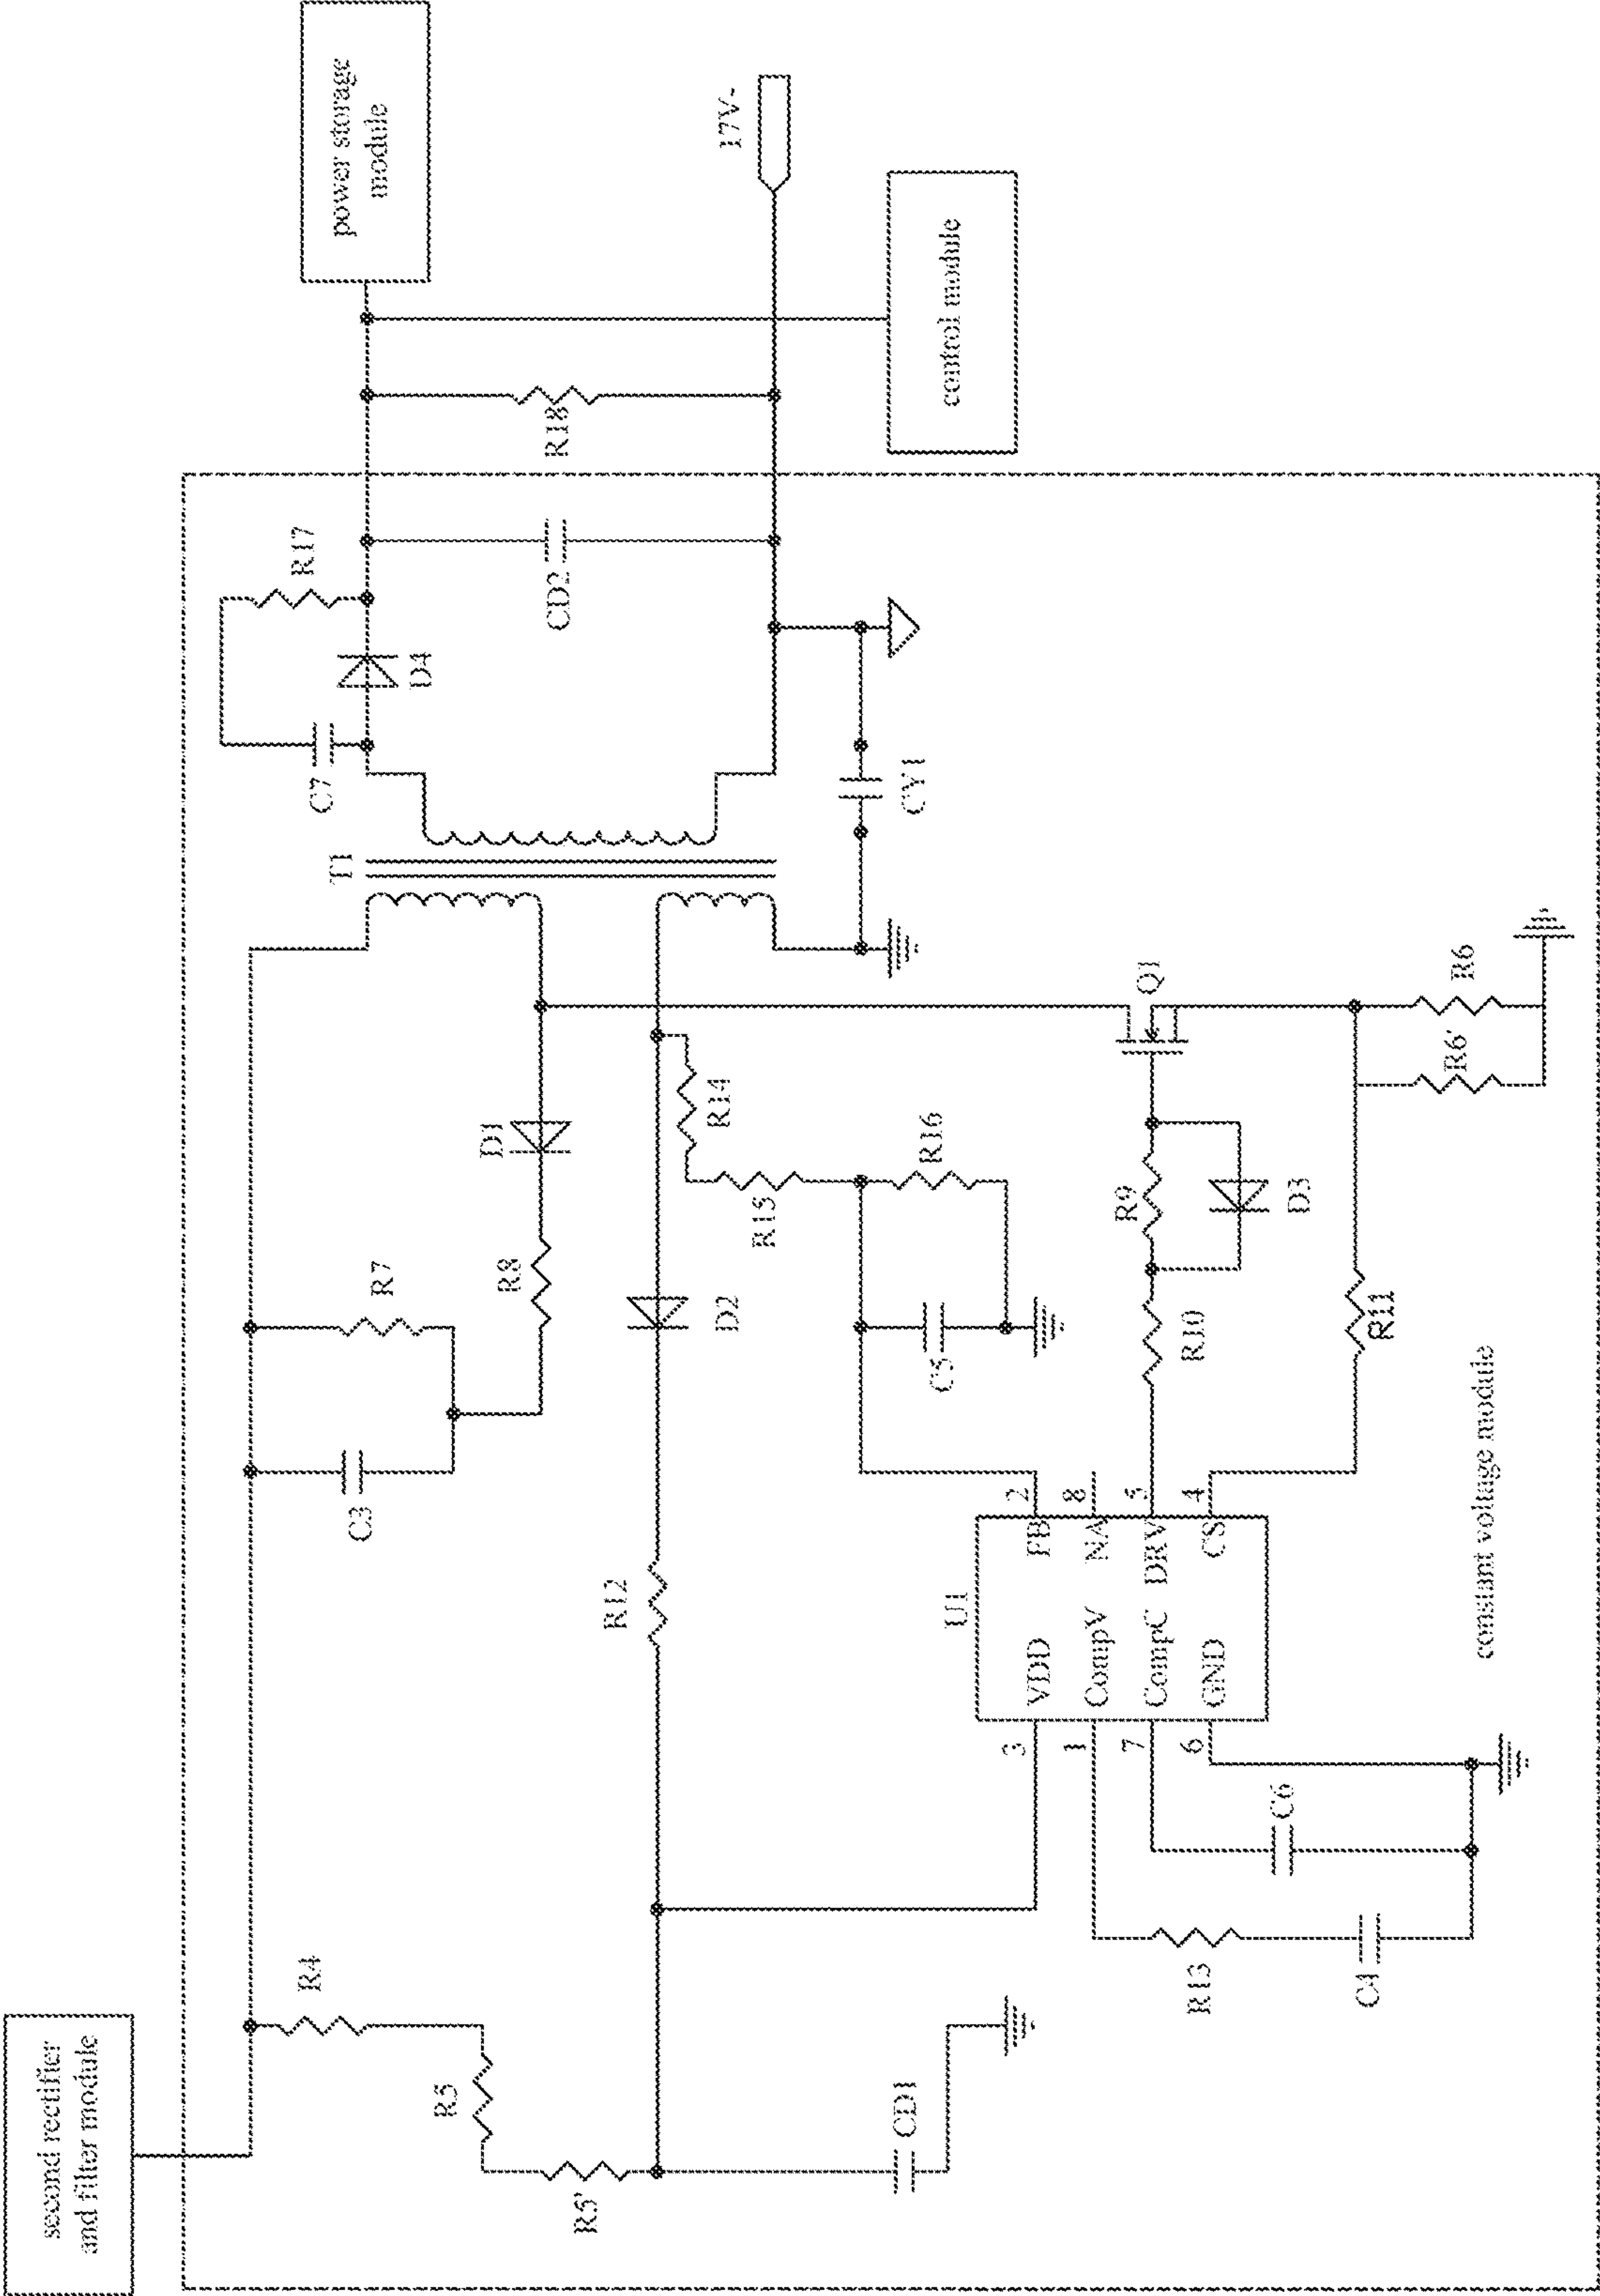 second rectifier
and filter module
R4
R5
R5'
CD1
C3
R7
R8
D1
R12
D2
R14
R15
R16
C5
T1
C7
R17
D4
CD2
CY1
R18
power storage
module
17V-
control module
U1
VDD
CompV
CompC
GND
FB
NA
DRV
CS
3
1
7
6
2
8
5
4
R13
C4
C6
R10
R9
D3
Q1
R11
R6'
R6
constant voltage module